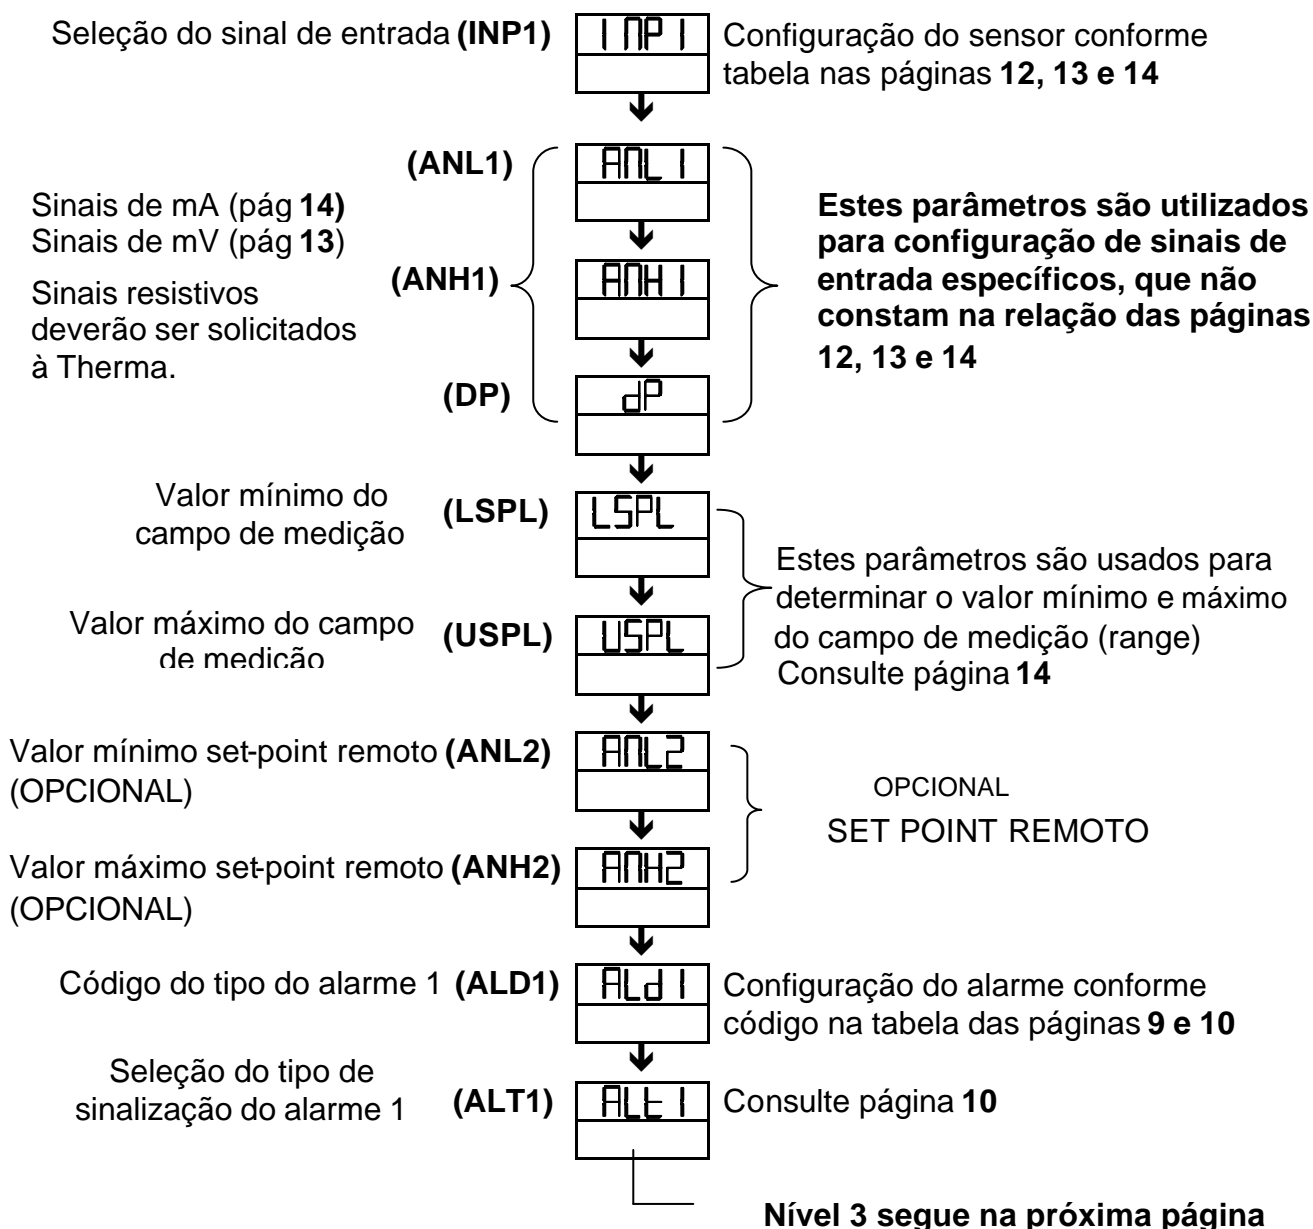 Seleção do sinal de entrada (INP1)
INP1
Configuração do sensor conforme
tabela nas páginas 12, 13 e 14
(ANL1)
ANL1
Sinais de mA (pág 14)
Sinais de mV (pág 13)
Sinais resistivos
deverão ser solicitados
à Therma.
(ANH1)
ANH1
(DP)
dP
Estes parâmetros são utilizados
para configuração de sinais de
entrada específicos, que não
constam na relação das páginas
12, 13 e 14
Valor mínimo do
campo de medição
(LSPL)
LSPL
Valor máximo do campo
de medição
(USPL)
USPL
Estes parâmetros são usados para
determinar o valor mínimo e máximo
do campo de medição (range)
Consulte página 14
Valor mínimo set-point remoto (ANL2)
(OPCIONAL)
ANL2
Valor máximo set-point remoto (ANH2)
(OPCIONAL)
ANH2
OPCIONAL
SET POINT REMOTO
Código do tipo do alarme 1 (ALD1)
ALd1
Configuração do alarme conforme
código na tabela das páginas 9 e 10
Seleção do tipo de
sinalização do alarme 1
(ALT1)
ALt1
Consulte página 10
Nível 3 segue na próxima página